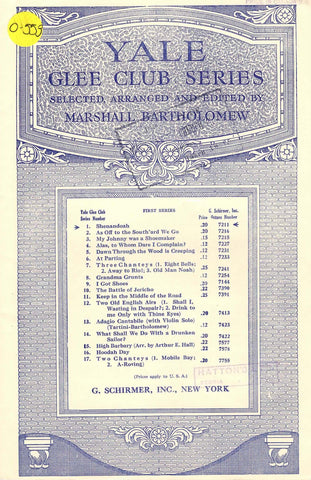 0-555
YALE
GLEE CLUB SERIES
SELECTED, ARRANGED AND EDITED BY
MARSHALL BARTHOLOMEW
Yale Glee Club Series Number FIRST SERIES Price G. Schirmer, Inc. Octavo Number
1. Shenandoah .20 7211
2. As Off to the South'ard We Go .20 7214
3. My Johnny was a Shoemaker .15 7215
4. Alas, to Whom Dare I Complain? .12 7227
5. Dawn Through the Wood is Creeping .12 7231
6. At Parting .12 7233
7. Three Chanteys (1. Eight Bells;
2. Away to Rio!; 3. Old Man Noah) .25 7241
8. Grandma Grunts .12 7254
9. I Got Shoes .20 7144
10. The Battle of Jericho .22 7390
11. Keep in the Middle of the Road .25 7391
12. Two Old English Airs (1. Shall I,
Wasting in Despair?; 2. Drink to
me Only with Thine Eyes) .20 7413
13. Adagio Cantabile (with Violin Solo)
(Tartini-Bartholomew) .12 7423
14. What Shall We Do With a Drunken
Sailor? .20 7422
15. High Barbary (Arr. by Arthur E. Hall) .22 7577
16. Hoodah Day .22 7576
17. Two Chanteys (1. Mobile Bay;
2. A-Roving) .20 7755
(Prices apply to U. S. A.)
HATTON
G. SCHIRMER, INC., NEW YORK